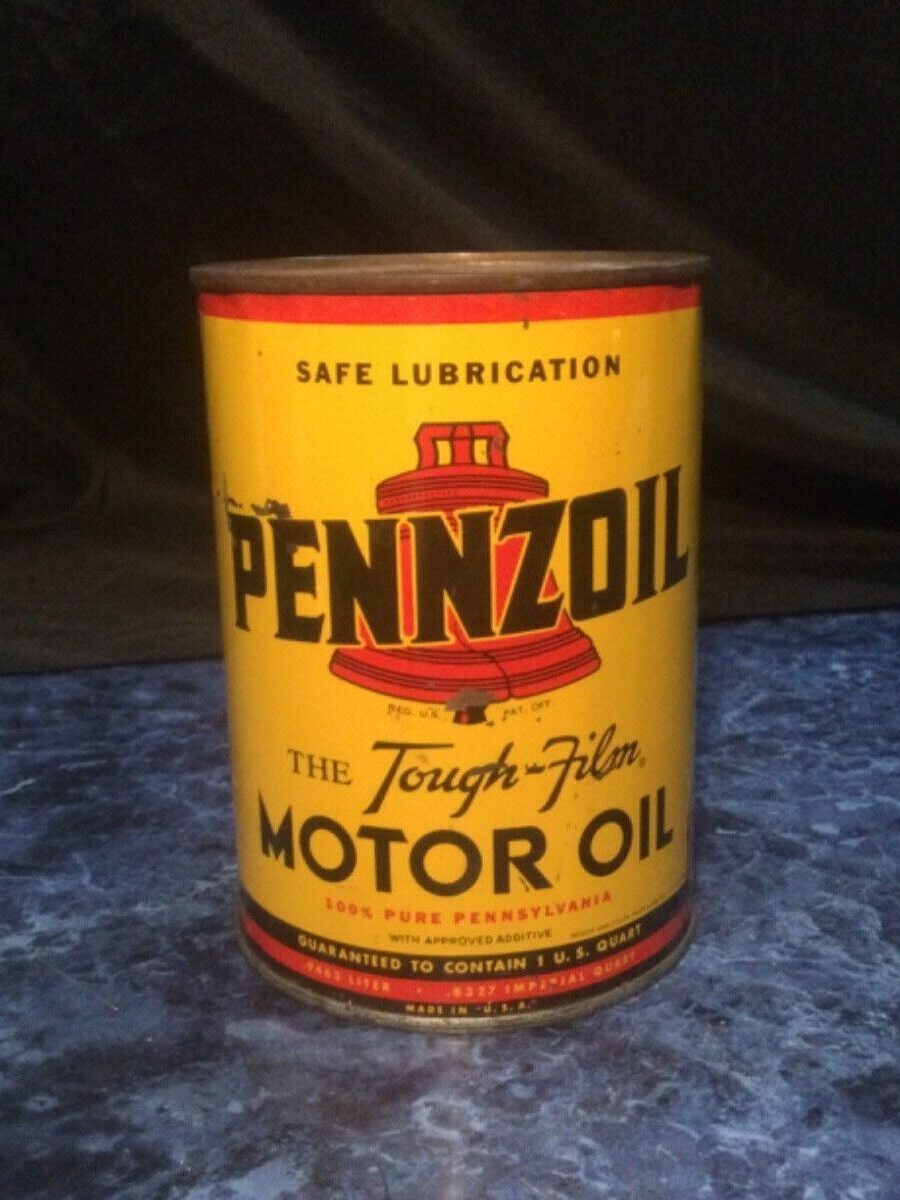 SAFE LUBRICATION
PENNZOIL
REG. U.S. PAT. OFF.
THE Tough-Film®
MOTOR OIL
100% PURE PENNSYLVANIA
WITH APPROVED ADDITIVE
GUARANTEED TO CONTAIN 1 U.S. QUART
.9463 LITER • .8327 IMPERIAL QUART
MADE IN U.S.A.